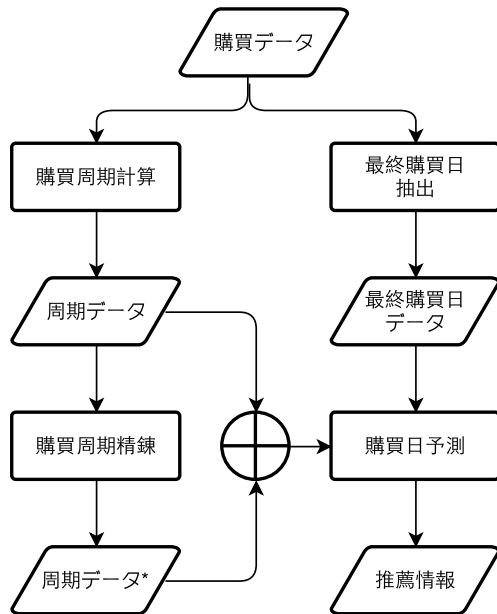 購買データ
購買周期計算
最終購買日
抽出
周期データ
最終購買日
データ
購買周期精錬
購買日予測
周期データ*
推薦情報